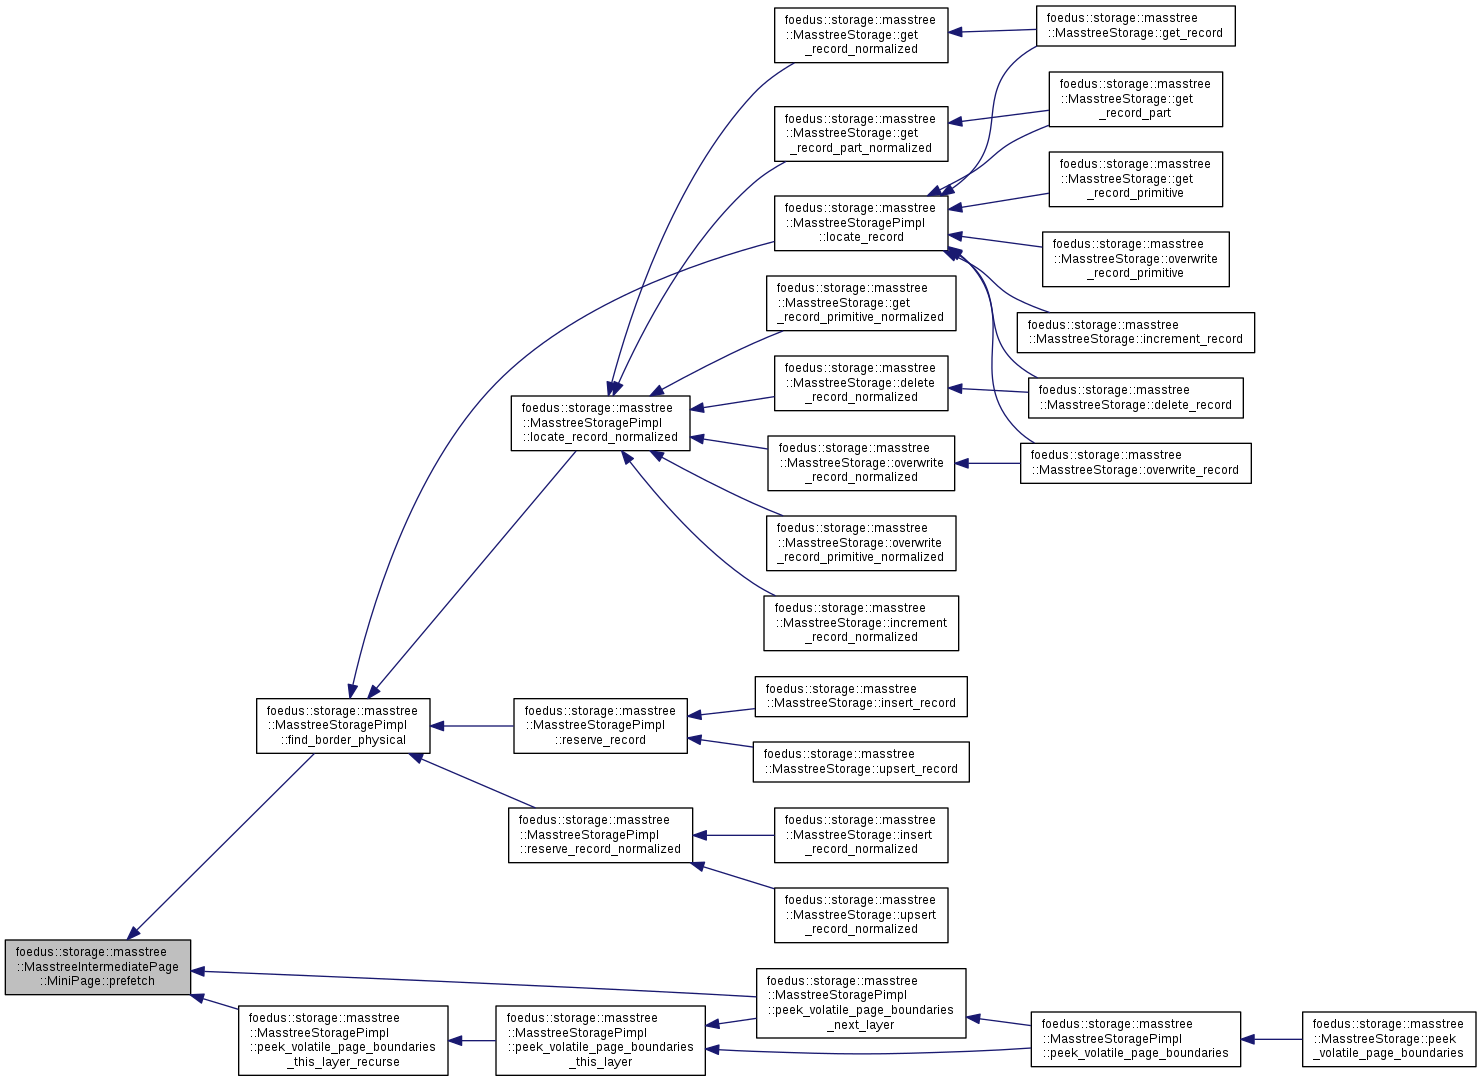 foedus::storage::masstree
::MasstreeStorage::get
_record_normalized
foedus::storage::masstree
::MasstreeStorage::get_record
foedus::storage::masstree
::MasstreeStorage::get
_record_part
foedus::storage::masstree
::MasstreeStorage::get
_record_part_normalized
foedus::storage::masstree
::MasstreeStorage::get
_record_primitive
foedus::storage::masstree
::MasstreeStoragePimpl
::locate_record
foedus::storage::masstree
::MasstreeStorage::overwrite
_record_primitive
foedus::storage::masstree
::MasstreeStorage::get
_record_primitive_normalized
foedus::storage::masstree
::MasstreeStorage::increment_record
foedus::storage::masstree
::MasstreeStorage::delete
_record_normalized
foedus::storage::masstree
::MasstreeStorage::delete_record
foedus::storage::masstree
::MasstreeStoragePimpl
::locate_record_normalized
foedus::storage::masstree
::MasstreeStorage::overwrite
_record_normalized
foedus::storage::masstree
::MasstreeStorage::overwrite_record
foedus::storage::masstree
::MasstreeStorage::overwrite
_record_primitive_normalized
foedus::storage::masstree
::MasstreeStorage::increment
_record_normalized
foedus::storage::masstree
::MasstreeStorage::insert_record
foedus::storage::masstree
::MasstreeStoragePimpl
::find_border_physical
foedus::storage::masstree
::MasstreeStoragePimpl
::reserve_record
foedus::storage::masstree
::MasstreeStorage::upsert_record
foedus::storage::masstree
::MasstreeStoragePimpl
::reserve_record_normalized
foedus::storage::masstree
::MasstreeStorage::insert
_record_normalized
foedus::storage::masstree
::MasstreeStorage::upsert
_record_normalized
foedus::storage::masstree
::MasstreeIntermediatePage
::MiniPage::prefetch
foedus::storage::masstree
::MasstreeStoragePimpl
::peek_volatile_page_boundaries
_next_layer
foedus::storage::masstree
::MasstreeStoragePimpl
::peek_volatile_page_boundaries
_this_layer_recurse
foedus::storage::masstree
::MasstreeStoragePimpl
::peek_volatile_page_boundaries
_this_layer
foedus::storage::masstree
::MasstreeStoragePimpl
::peek_volatile_page_boundaries
foedus::storage::masstree
::MasstreeStorage::peek
_volatile_page_boundaries